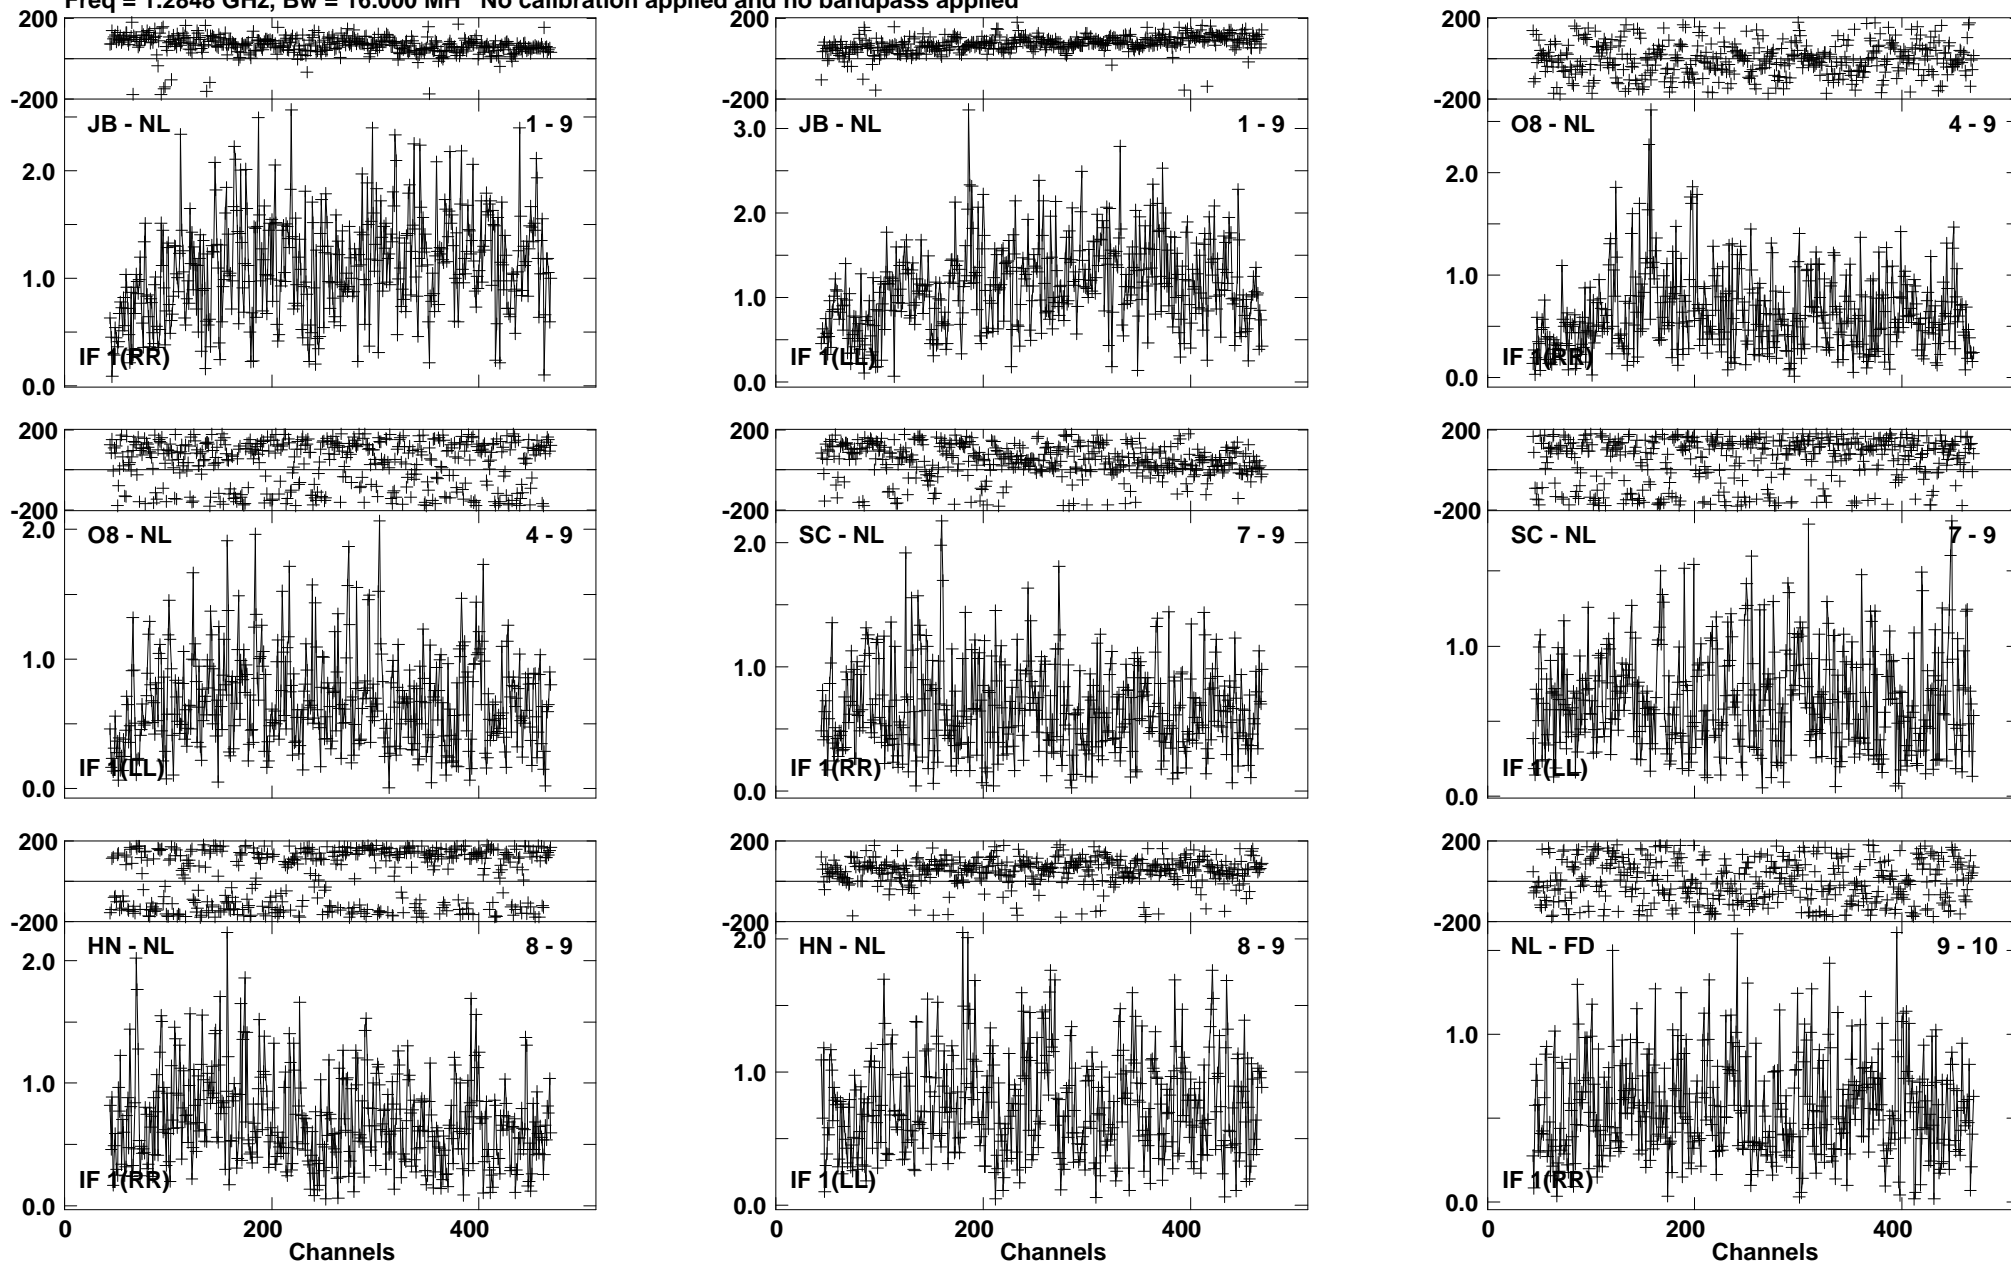 Freq = 1.2848 GHz, Bw = 16.000 MH No calibration applied and no bandpass applied
200 200 200
-200 -200 -200
JB - NL 1 - 9 JB - NL 1 - 9 O8 - NL 4 - 9
3.0
2.0 2.0 2.0
1.0 1.0 1.0
IF 1(RR) IF 1(LL) IF 1(RR)
0.0 0.0 0.0
200 200 200
-200 -200 -200
O8 - NL 4 - 9 SC - NL 7 - 9 SC - NL 7 - 9
2.0 2.0
1.0 1.0 1.0
IF 1(LL) IF 1(RR) IF 1(LL)
0.0 0.0 0.0
200 200 200
-200 -200 -200
HN - NL 8 - 9 HN - NL 8 - 9 NL - FD 9 - 10
2.0 2.0
1.0 1.0 1.0
IF 1(RR) IF 1(LL) IF 1(RR)
0.0 0.0 0.0
0 200 400 0 200 400 0 200 400
Channels Channels Channels